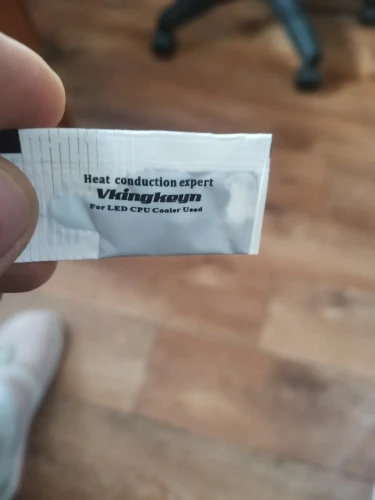 Heat conduction expert
Vkingkeyn
For LED CPU Cooler Used